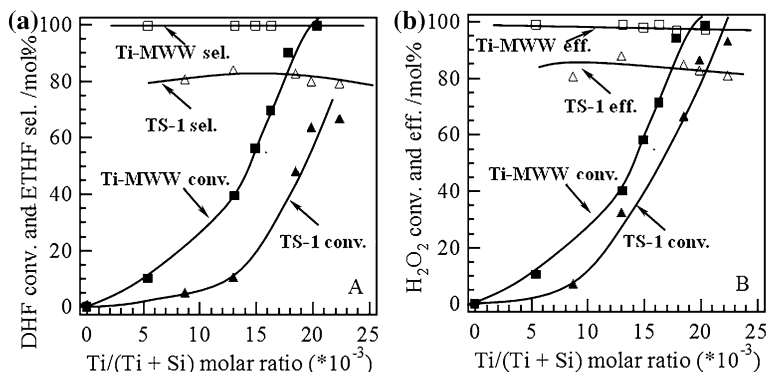 (a)
DHF conv. and ETHF sel. /mol%
100
80
60
40
20
0
Ti-MWW sel.
TS-1 sel.
Ti-MWW conv.
TS-1 conv.
A
0 5 10 15 20 25
Ti/(Ti + Si) molar ratio (*10⁻³)
(b)
H₂O₂ conv. and eff. /mol%
100
80
60
40
20
0
Ti-MWW eff.
TS-1 eff.
Ti-MWW conv.
TS-1 conv.
B
0 5 10 15 20 25
Ti/(Ti + Si) molar ratio (*10⁻³)